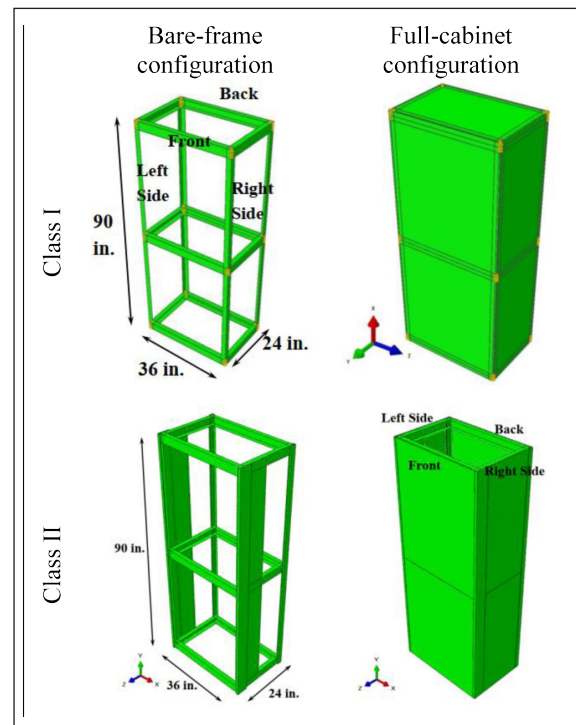 Bare-frame
configuration
Full-cabinet
configuration
Class I
Back
Front
Left
Side
Right
Side
90
in.
36 in.
24 in.
X
Y
Z
Class II
90 in.
36 in.
24 in.
Y
Z
X
Left Side
Back
Front
Right Side
Y
Z
X